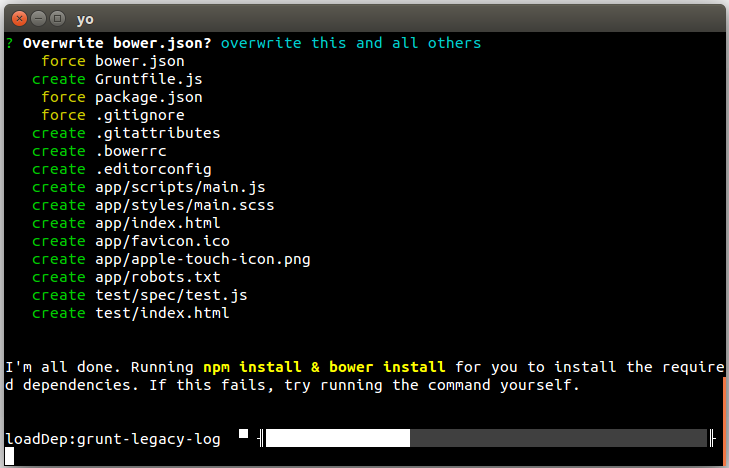 yo
? Overwrite bower.json? overwrite this and all others
force bower.json
create Gruntfile.js
force package.json
force .gitignore
create .gitattributes
create .bowerrc
create .editorconfig
create app/scripts/main.js
create app/styles/main.scss
create app/index.html
create app/favicon.ico
create app/apple-touch-icon.png
create app/robots.txt
create test/spec/test.js
create test/index.html
I'm all done. Running npm install & bower install for you to install the require
d dependencies. If this fails, try running the command yourself.
loadDep:grunt-legacy-log